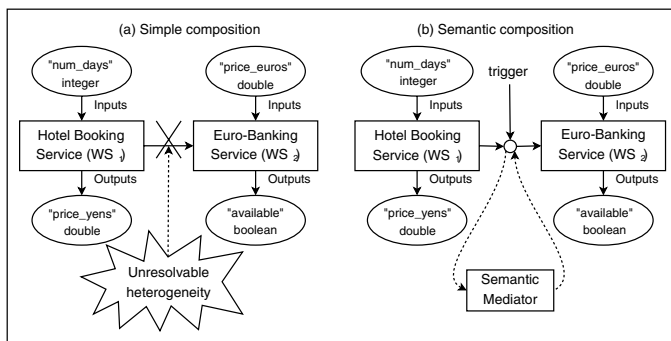 (a) Simple composition
"num_days"
integer
"price_euros"
double
Inputs
Inputs
Hotel Booking
Service (WS 1)
Euro-Banking
Service (WS 2)
Outputs
Outputs
"price_yens"
double
"available"
boolean
Unresolvable
heterogeneity
(b) Semantic composition
"num_days"
integer
trigger
"price_euros"
double
Inputs
Inputs
Hotel Booking
Service (WS 1)
Euro-Banking
Service (WS 2)
Outputs
Outputs
"price_yens"
double
"available"
boolean
Semantic
Mediator